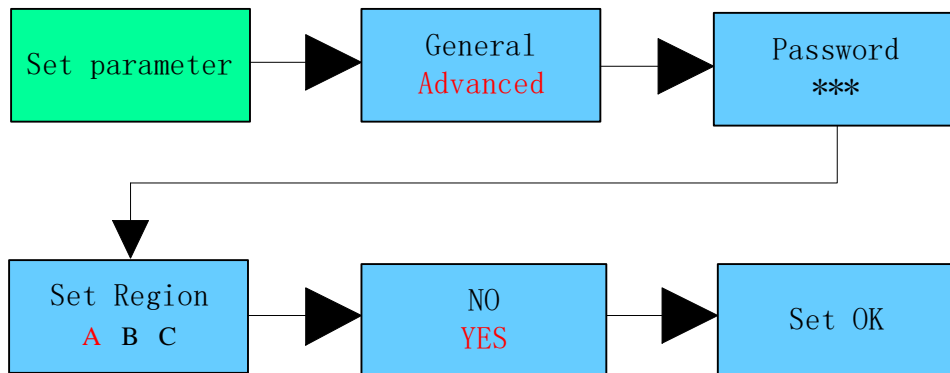 Set parameter
General
Advanced
Password
***
Set Region
A B C
NO
YES
Set OK